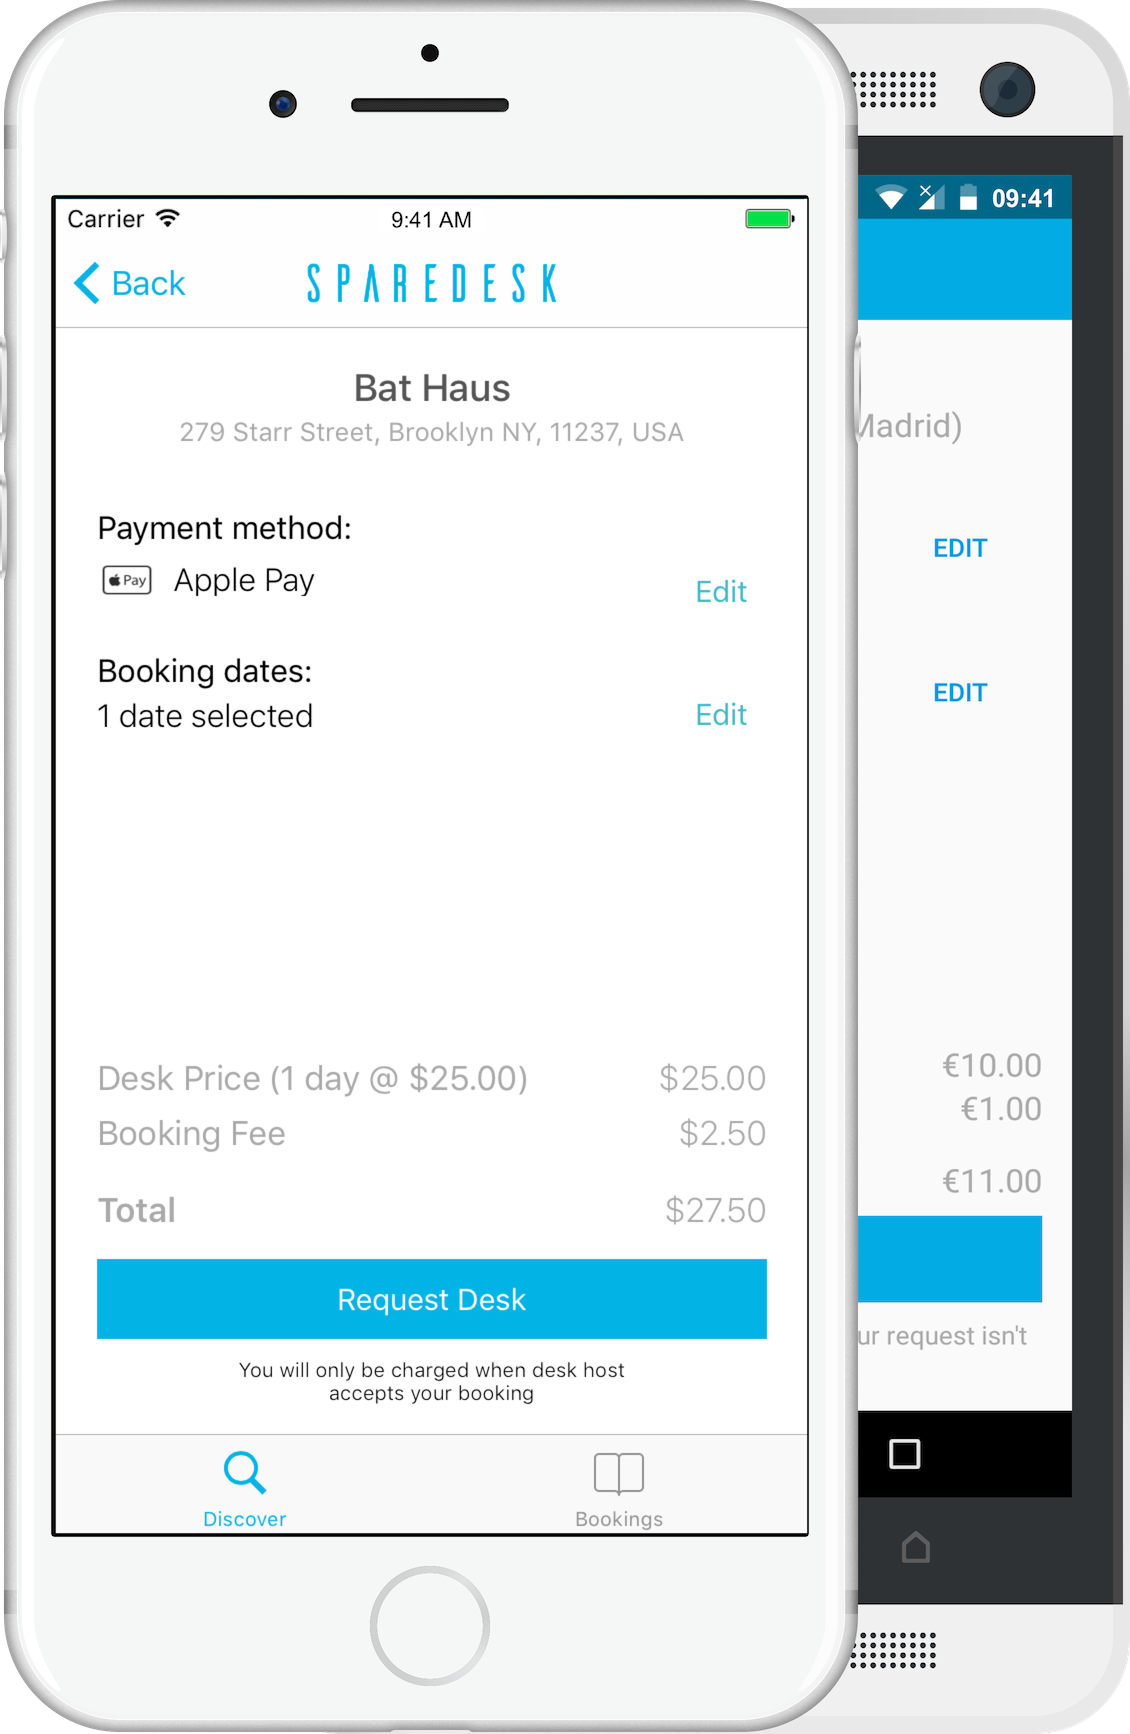 Carrier 9:41 AM
Back SPAREDESK
Bat Haus
279 Starr Street, Brooklyn NY, 11237, USA
Payment method:
Pay Apple Pay Edit
Booking dates:
1 date selected Edit
Desk Price (1 day @ $25.00) $25.00
Booking Fee $2.50
Total $27.50
Request Desk
You will only be charged when desk host
accepts your booking
Discover Bookings
09:41
Madrid)
EDIT
EDIT
€10.00
€1.00
€11.00
ur request isn't